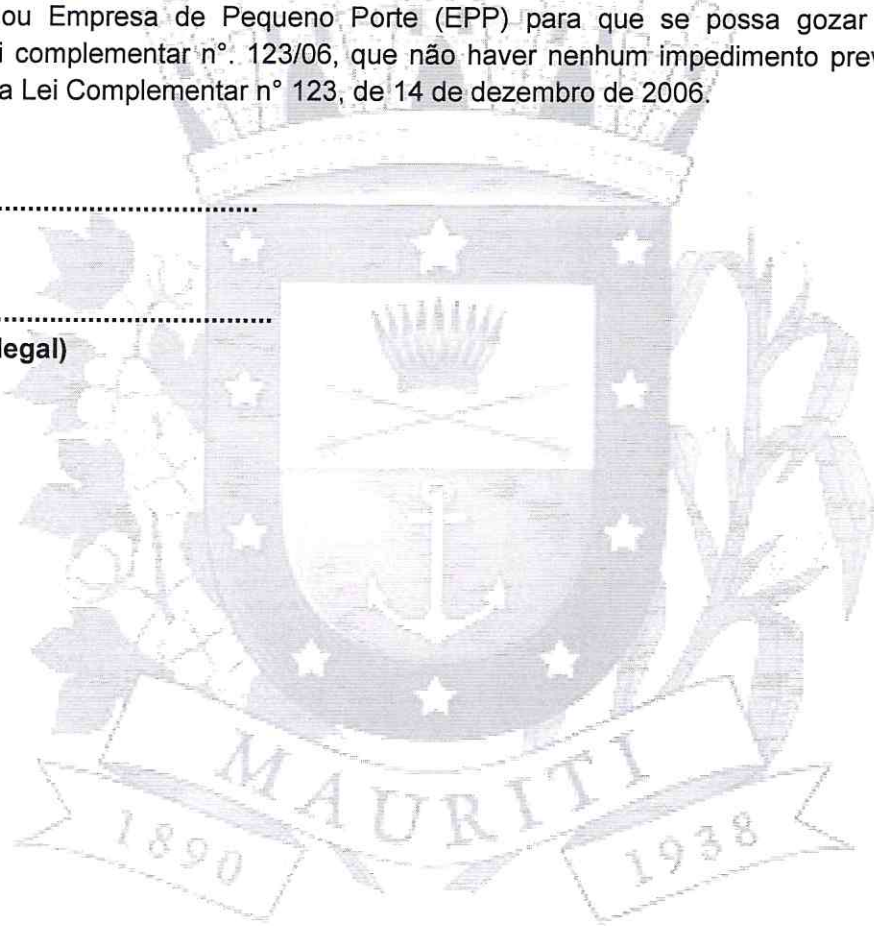 ou Empresa de Pequeno Porte (EPP) para que se possa gozar
i complementar n°. 123/06, que não haver nenhum impedimento prev
a Lei Complementar n° 123, de 14 de dezembro de 2006.
................................................
................................................
legal)
MAURITI
1890
1938